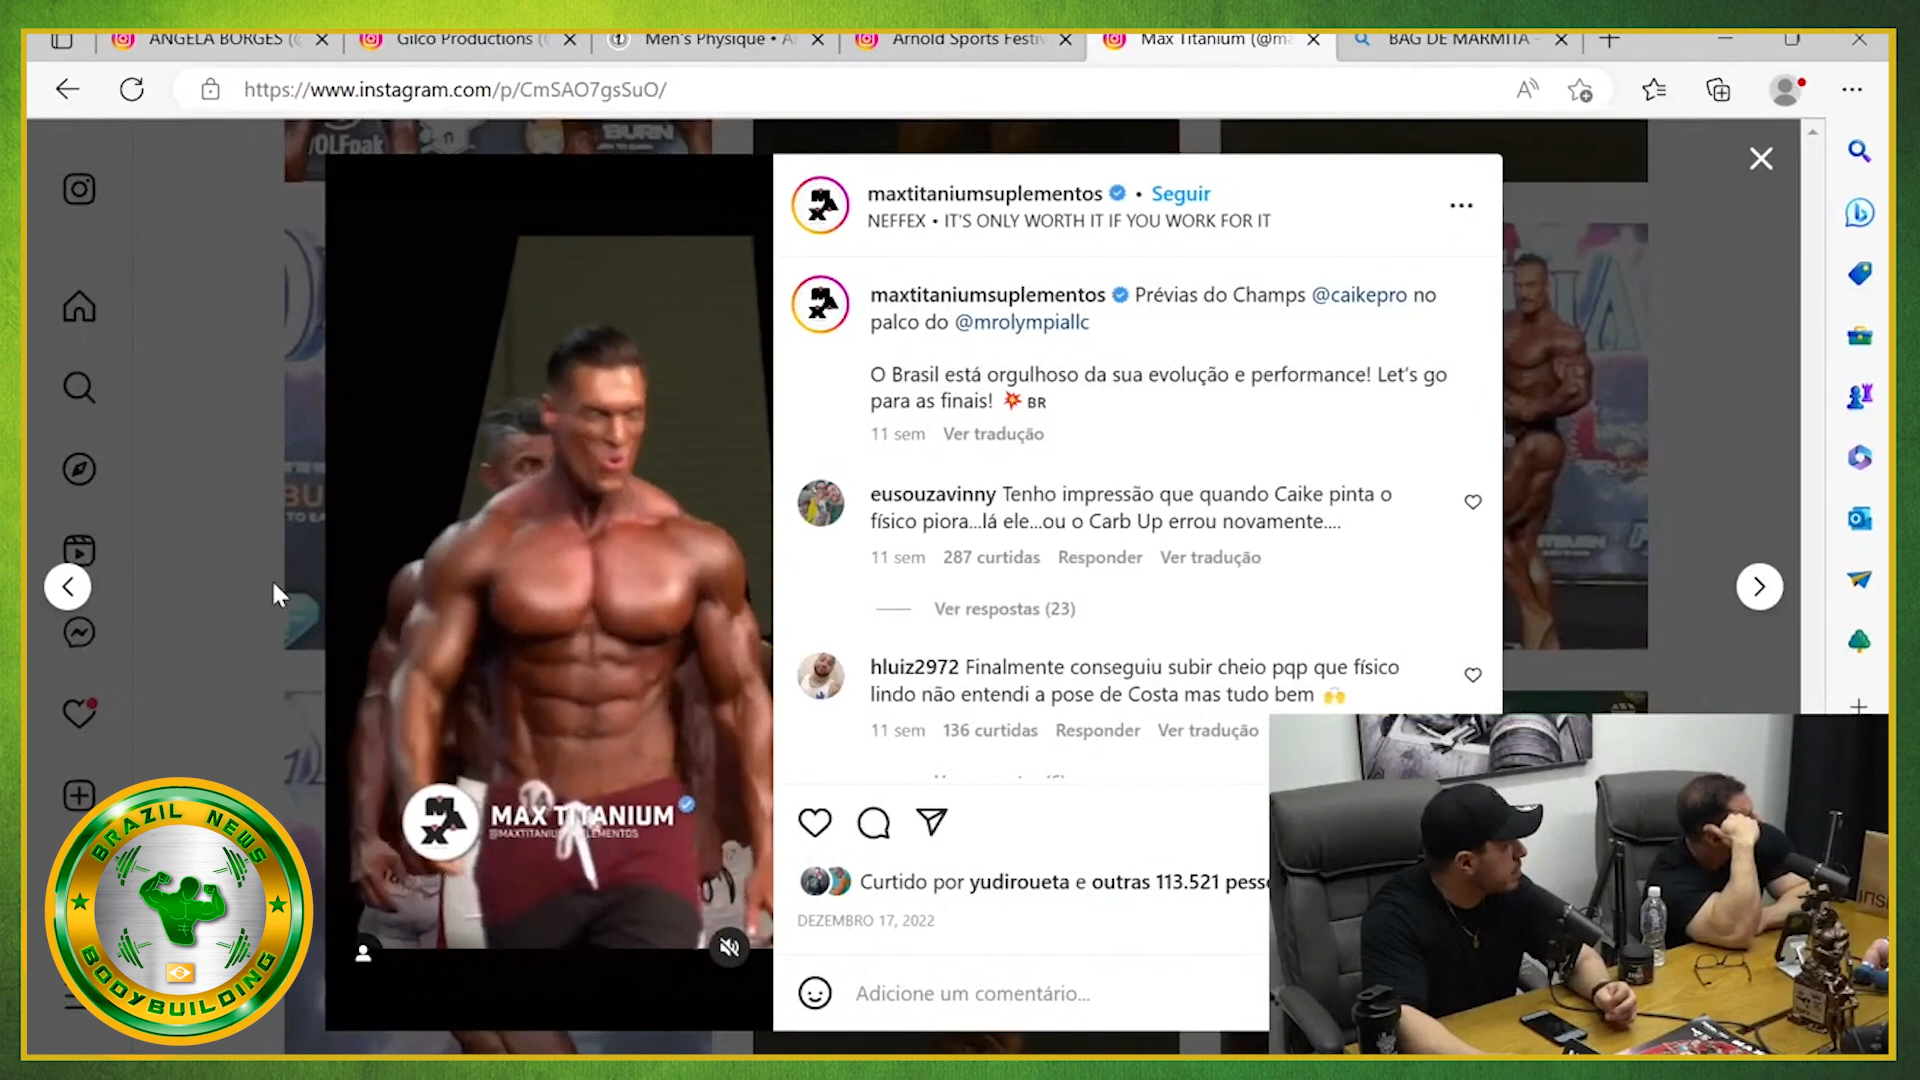 ANGELA BORGES (
Gilco Productions (
Men's Physique • A
Arnold Sports Festi
Max Titanium (@ma
BAG DE MARMITA -
https://www.instagram.com/p/CmSAO7gsSuO/
OLFpak
BURN
maxtitaniumsuplementos • Seguir
NEFFEX • IT'S ONLY WORTH IT IF YOU WORK FOR IT
maxtitaniumsuplementos Prévias do Champs @caikepro no
palco do @mrolympiallc
O Brasil está orgulhoso da sua evolução e performance! Let's go
para as finais! 💥 BR
11 sem Ver tradução
eusouzavinny Tenho impressão que quando Caike pinta o
físico piora...lá ele...ou o Carb Up errou novamente....
11 sem 287 curtidas Responder Ver tradução
Ver respostas (23)
hluiz2972 Finalmente conseguiu subir cheio pqp que físico
lindo não entendi a pose de Costa mas tudo bem 🙌
11 sem 136 curtidas Responder Ver tradução
MAX
MAX TITANIUM
Curtido por yudiroueta e outras 113.521 pess
DEZEMBRO 17, 2022
Adicione um comentário...
BRAZIL NEWS
BODYBUILDING